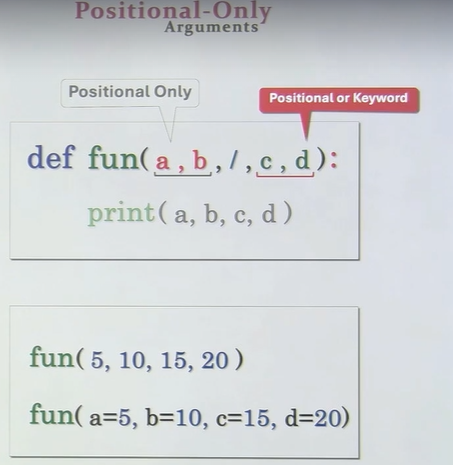 Positional-Only
Arguments
Positional Only
Positional or Keyword
def fun( a , b , / , c , d ):
print( a, b, c, d )
fun( 5, 10, 15, 20 )
fun( a=5, b=10, c=15, d=20)